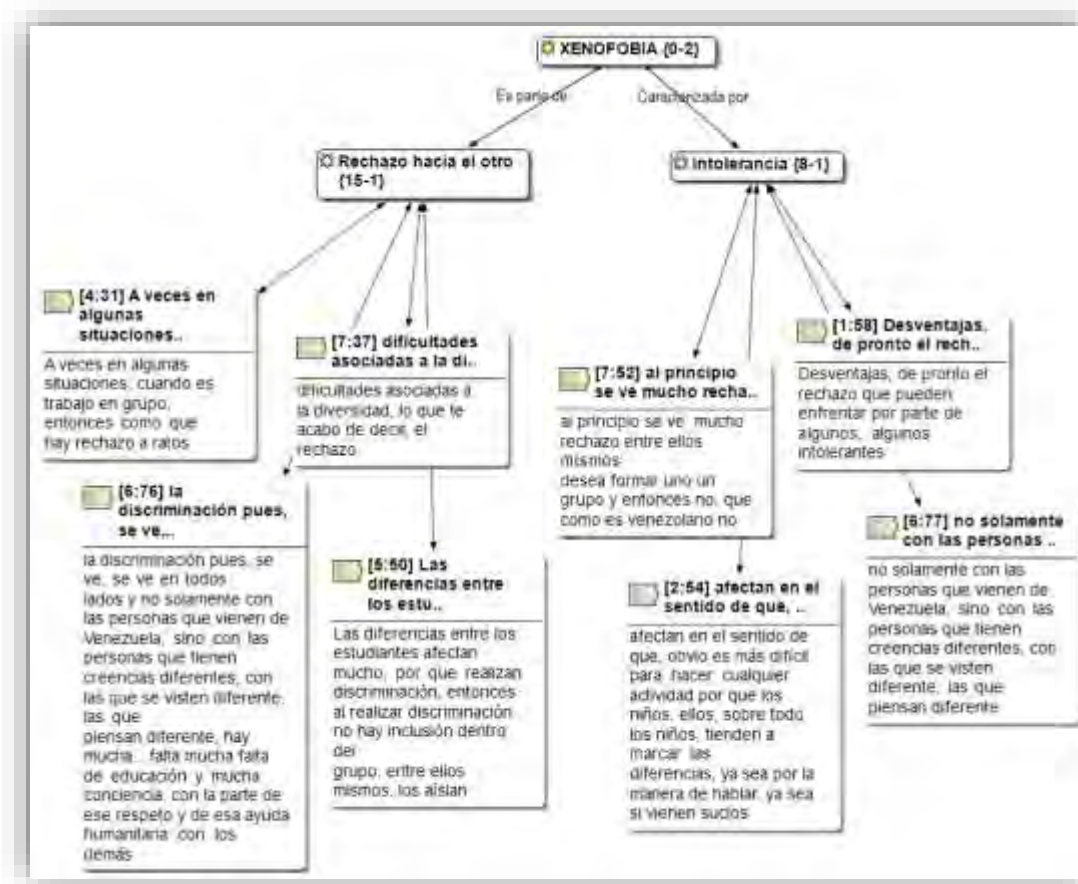 XENOFOBIA {0-2}
Es parte de
Caracterizada por
Rechazo hacia el otro
{15-1}
Intolerancia {8-1}
[4:31] A veces en
algunas
situaciones..
A veces en algunas
situaciones, cuando es
trabajo en grupo,
entonces como que
hay rechazo a ratos
[7:37] dificultades
asociadas a la di..
dificultades asociadas a
la diversidad, lo que te
acabo de decir, el
rechazo
[7:52] al principio
se ve mucho recha..
al principio se ve mucho
rechazo entre ellos
mismos
desea formar uno un
grupo y entonces no, que
como es venezolano no
[1:58] Desventajas,
de pronto el rech..
Desventajas, de pronto el
rechazo que pueden
enfrentar por parte de
algunos, algunos
intolerantes
[6:76] la
discriminación pues,
se ve,..
la discriminación pues, se
ve, se ve en todos
lados y no solamente con
las personas que vienen de
Venezuela, sino con las
personas que tienen
creencias diferentes, con
las que se visten diferente,
las que
piensan diferente, hay
mucha.. falta mucha falta
de educación y mucha
conciencia con la parte de
ese respeto y de esa ayuda
humanitaria con los
demás
[5:50] Las
diferencias entre
los estu..
Las diferencias entre los
estudiantes afectan
mucho, por que realizan
discriminación, entonces
al realizar discriminación
no hay inclusión dentro
del
grupo, entre ellos
mismos, los aíslan
[2:54] afectan en el
sentido de que, ..
afectan en el sentido de
que, obvio es más difícil
para hacer cualquier
actividad por que los
niños, ellos, sobre todo
los niños, tienden a
marcar las
diferencias, ya sea por la
manera de hablar, ya sea
si vienen sucios
[6:77] no solamente
con las personas ..
no solamente con las
personas que vienen de
Venezuela, sino con las
personas que tienen
creencias diferentes, con
las que se visten
diferente, las que
piensan diferente